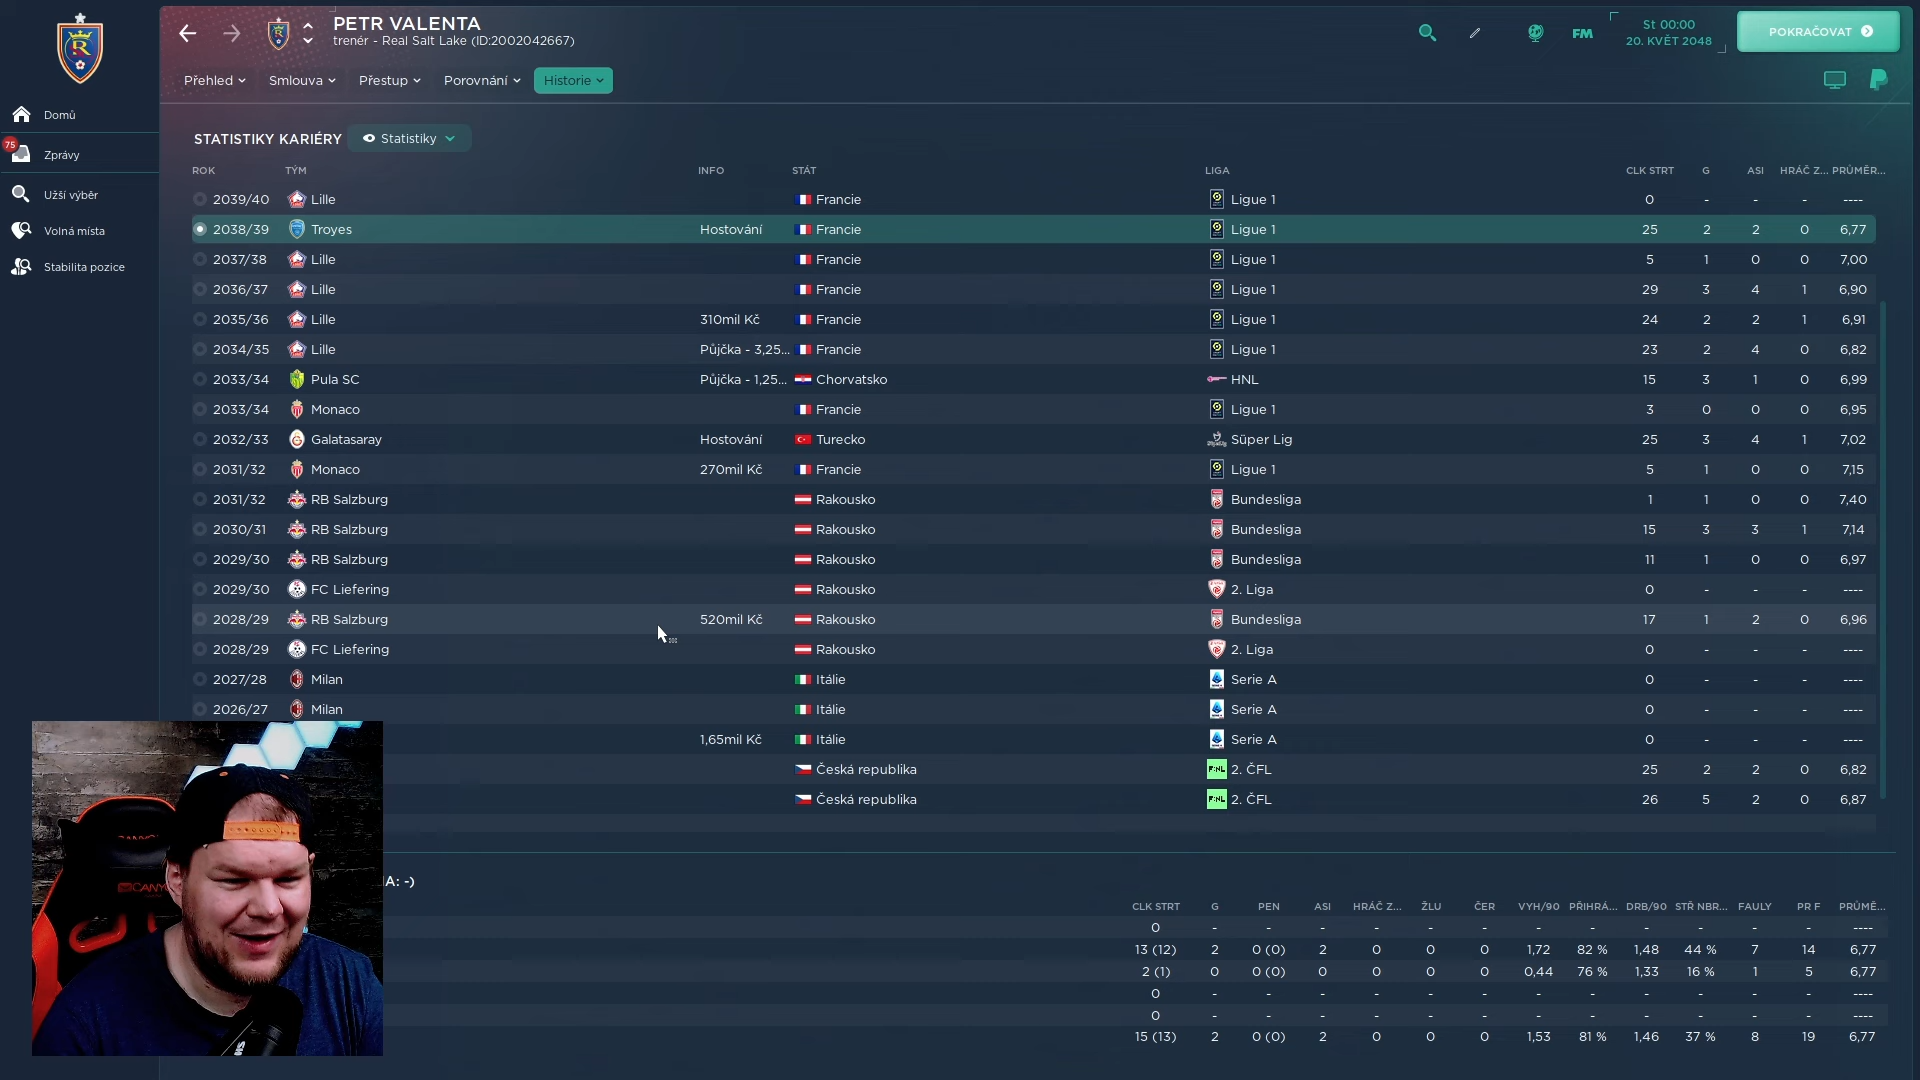 PETR VALENTA
trenér - Real Salt Lake (ID:2002042667)
FM
St 00:00
20. KVĚT 2048
POKRAČOVAT
Přehled
Smlouva
Přestup
Porovnání
Historie
Domů
75
Zprávy
Užší výběr
Volná místa
Stabilita pozice
STATISTIKY KARIÉRY
Statistiky
ROK TÝM INFO STÁT LIGA CLK STRT G ASI HRÁČ Z... PRŮMĚR...
2039/40 Lille Francie Ligue 1 0 - - - ----
2038/39 Troyes Hostování Francie Ligue 1 25 2 2 0 6,77
2037/38 Lille Francie Ligue 1 5 1 0 0 7,00
2036/37 Lille Francie Ligue 1 29 3 4 1 6,90
2035/36 Lille 310mil Kč Francie Ligue 1 24 2 2 1 6,91
2034/35 Lille Půjčka - 3,25... Francie Ligue 1 23 2 4 0 6,82
2033/34 Pula SC Půjčka - 1,25... Chorvatsko HNL 15 3 1 0 6,99
2033/34 Monaco Francie Ligue 1 3 0 0 0 6,95
2032/33 Galatasaray Hostování Turecko Süper Lig 25 3 4 1 7,02
2031/32 Monaco 270mil Kč Francie Ligue 1 5 1 0 0 7,15
2031/32 RB Salzburg Rakousko Bundesliga 1 1 0 0 7,40
2030/31 RB Salzburg Rakousko Bundesliga 15 3 3 1 7,14
2029/30 RB Salzburg Rakousko Bundesliga 11 1 0 0 6,97
2029/30 FC Liefering Rakousko 2. Liga 0 - - - ----
2028/29 RB Salzburg 520mil Kč Rakousko Bundesliga 17 1 2 0 6,96
2028/29 FC Liefering Rakousko 2. Liga 0 - - - ----
2027/28 Milan Itálie Serie A 0 - - - ----
2026/27 Milan Itálie Serie A 0 - - - ----
1,65mil Kč Itálie Serie A 0 - - - ----
Česká republika 2. ČFL 25 2 2 0 6,82
Česká republika 2. ČFL 26 5 2 0 6,87
A: -)
CLK STRT G PEN ASI HRÁČ Z... ŽLU ČER VYH/90 PŘIHRÁ... DRB/90 STŘ NBR... FAULY PR F PRŮMĚ...
0 - - - - - - - - - - - - ----
13 (12) 2 0 (0) 2 0 0 0 1,72 82 % 1,48 44 % 7 14 6,77
2 (1) 0 0 (0) 0 0 0 0 0,44 76 % 1,33 16 % 1 5 6,77
0 - - - - - - - - - - - - ----
0 - - - - - - - - - - - - ----
15 (13) 2 0 (0) 2 0 0 0 1,53 81 % 1,46 37 % 8 19 6,77